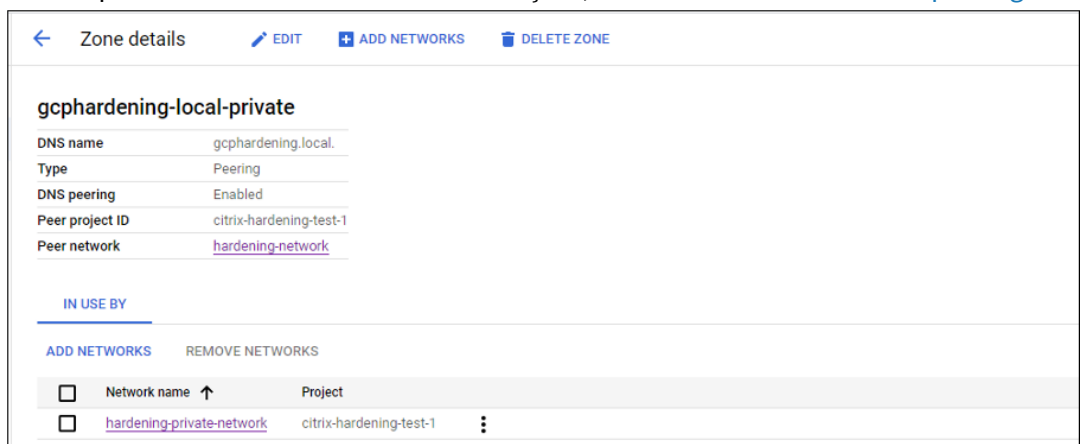 Zone details EDIT ADD NETWORKS DELETE ZONE
gcphardening-local-private
DNS name gcphardening.local.
Type Peering
DNS peering Enabled
Peer project ID citrix-hardening-test-1
Peer network hardening-network
IN USE BY
ADD NETWORKS REMOVE NETWORKS
Network name Project
hardening-private-network citrix-hardening-test-1